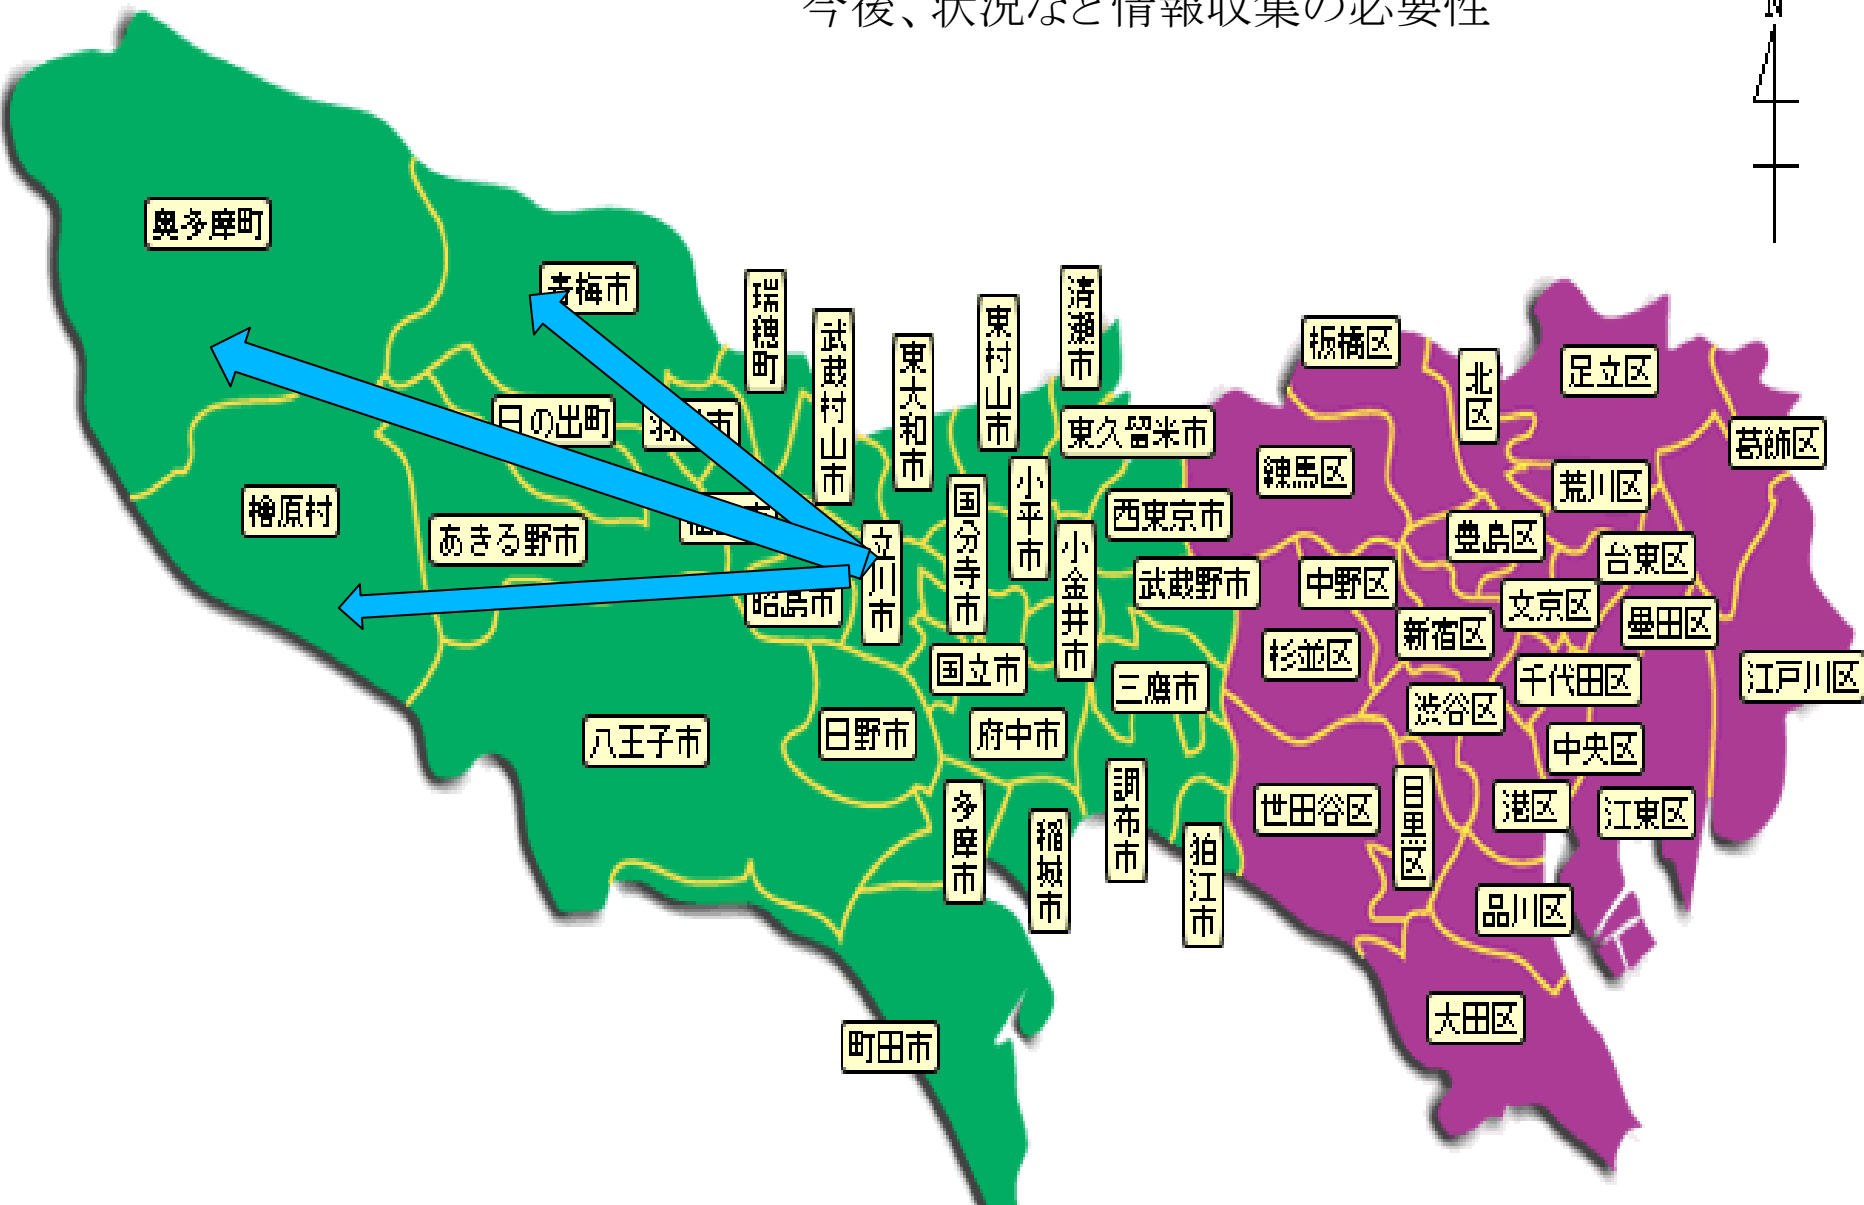 今後、状況など情報収集の必要性
N
奥多摩町
青梅市
瑞穂町
武蔵村山市
東大和市
東村山市
清瀬市
日の出町
東久留米市
檜原村
あきる野市
昭島市
立川市
国分寺市
小平市
小金井市
西東京市
武蔵野市
国立市
三鷹市
八王子市
日野市
府中市
多摩市
稲城市
調布市
狛江市
町田市
板橋区
北区
足立区
葛飾区
練馬区
荒川区
豊島区
台東区
中野区
文京区
墨田区
杉並区
新宿区
千代田区
江戸川区
渋谷区
中央区
世田谷区
目黒区
港区
江東区
品川区
大田区